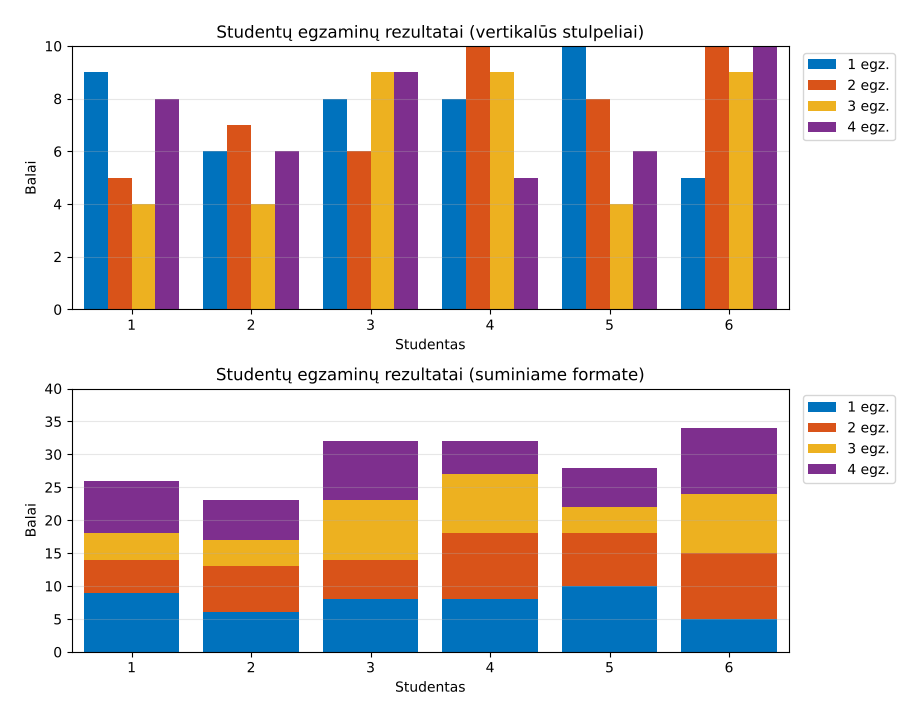 Studentų egzaminų rezultatai (vertikalūs stulpeliai)
10
8
6
4
2
0
Balai
1 2 3 4 5 6
Studentas
1 egz.
2 egz.
3 egz.
4 egz.
Studentų egzaminų rezultatai (suminiame formate)
40
35
30
25
20
15
10
5
0
Balai
1 2 3 4 5 6
Studentas
1 egz.
2 egz.
3 egz.
4 egz.